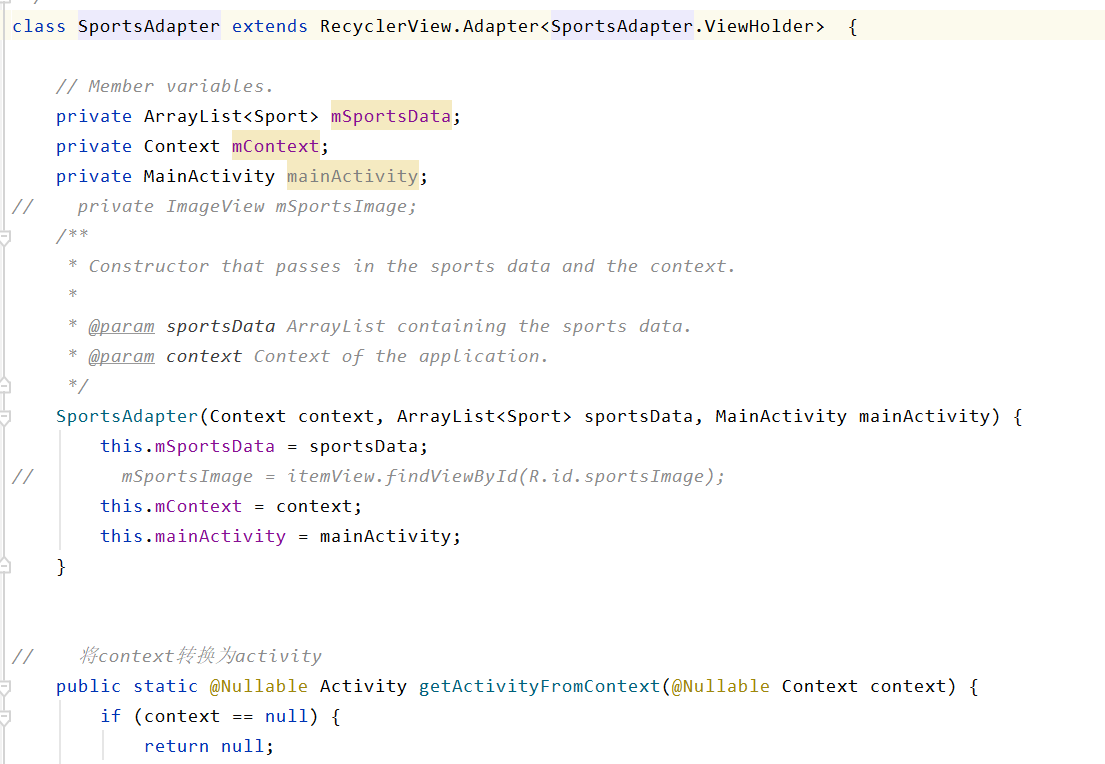 class SportsAdapter extends RecyclerView.Adapter<SportsAdapter.ViewHolder>  {
// Member variables.
private ArrayList<Sport> mSportsData;
private Context mContext;
private MainActivity mainActivity;
//    private ImageView mSportsImage;
/**
* Constructor that passes in the sports data and the context.
*
* @param sportsData ArrayList containing the sports data.
* @param context Context of the application.
*/
SportsAdapter(Context context, ArrayList<Sport> sportsData, MainActivity mainActivity) {
this.mSportsData = sportsData;
//        mSportsImage = itemView.findViewById(R.id.sportsImage);
this.mContext = context;
this.mainActivity = mainActivity;
}
//    将context转换为activity
public static @Nullable Activity getActivityFromContext(@Nullable Context context) {
if (context == null) {
return null;